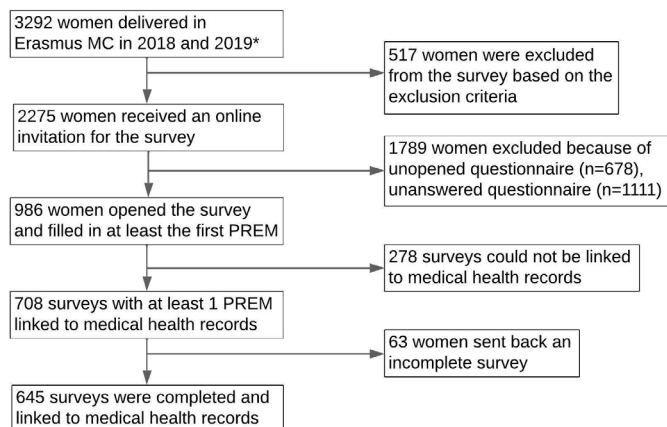 3292 women delivered in
Erasmus MC in 2018 and 2019*
517 women were excluded
from the survey based on the
exclusion criteria
2275 women received an online
invitation for the survey
1789 women excluded because of
unopened questionnaire (n=678),
unanswered questionnaire (n=1111)
986 women opened the survey
and filled in at least the first PREM
278 surveys could not be linked
to medical health records
708 surveys with at least 1 PREM
linked to medical health records
63 women sent back an
incomplete survey
645 surveys were completed and
linked to medical health records